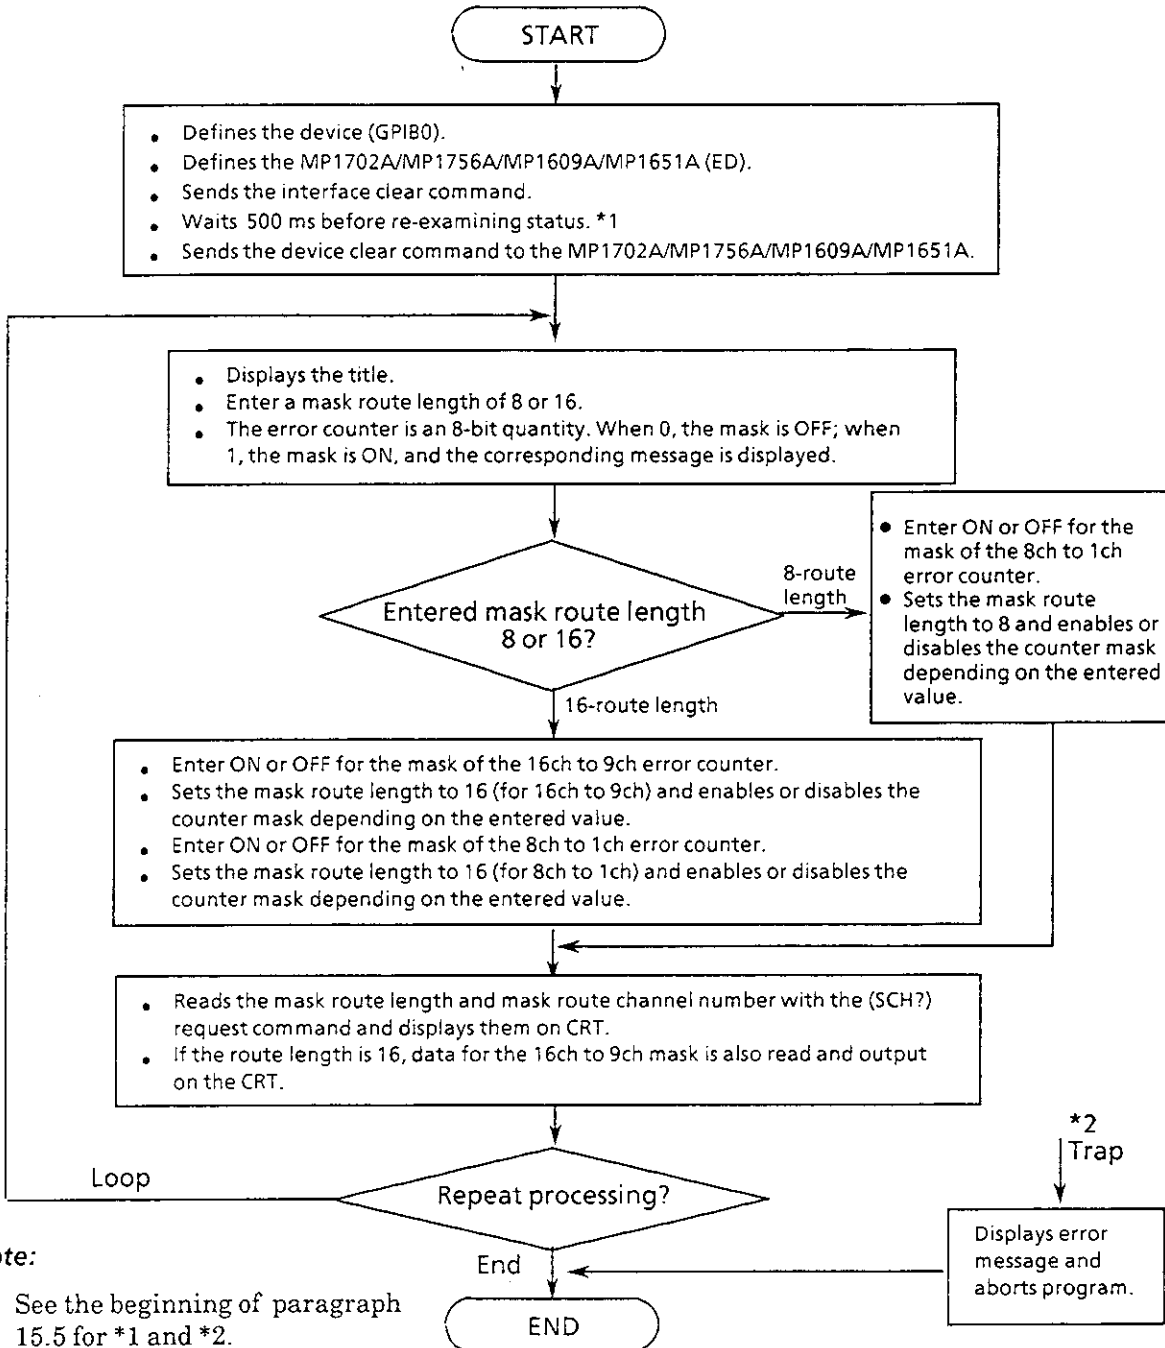 START
• Defines the device (GPIB0).
• Defines the MP1702A/MP1756A/MP1609A/MP1651A (ED).
• Sends the interface clear command.
• Waits 500 ms before re-examining status. *1
• Sends the device clear command to the MP1702A/MP1756A/MP1609A/MP1651A.
• Displays the title.
• Enter a mask route length of 8 or 16.
• The error counter is an 8-bit quantity. When 0, the mask is OFF; when
1, the mask is ON, and the corresponding message is displayed.
Entered mask route length
8 or 16?
8-route
length
• Enter ON or OFF for the
mask of the 8ch to 1ch
error counter.
• Sets the mask route
length to 8 and enables or
disables the counter mask
depending on the entered
value.
16-route length
• Enter ON or OFF for the mask of the 16ch to 9ch error counter.
• Sets the mask route length to 16 (for 16ch to 9ch) and enables or disables the
counter mask depending on the entered value.
• Enter ON or OFF for the mask of the 8ch to 1ch error counter.
• Sets the mask route length to 16 (for 8ch to 1ch) and enables or disables the
counter mask depending on the entered value.
• Reads the mask route length and mask route channel number with the (SCH?)
request command and displays them on CRT.
• If the route length is 16, data for the 16ch to 9ch mask is also read and output
on the CRT.
Loop
Repeat processing?
*2
Trap
Displays error
message and
aborts program.
End
END
ote:
See the beginning of paragraph
15.5 for *1 and *2.